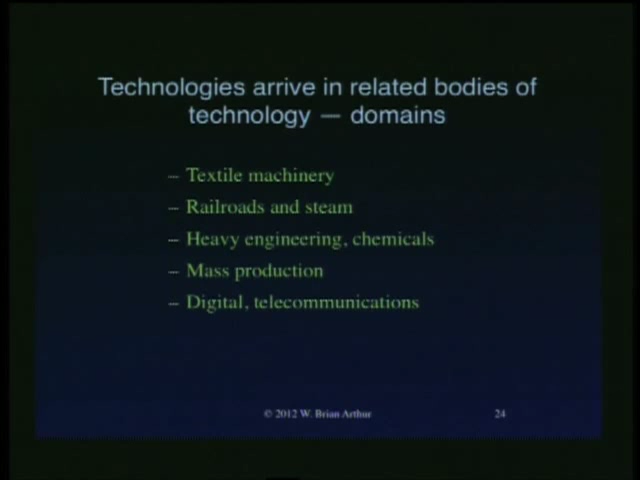 Technologies arrive in related bodies of
technology — domains
– Textile machinery
– Railroads and steam
– Heavy engineering, chemicals
– Mass production
– Digital, telecommunications
© 2012 W. Brian Arthur
24